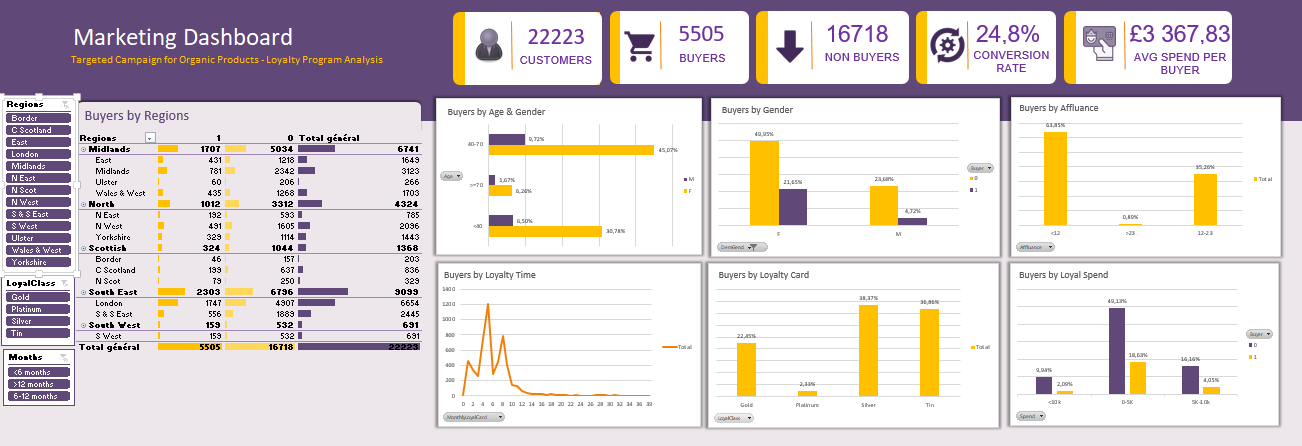 Marketing Dashboard
Targeted Campaign for Organic Products - Loyalty Program Analysis
22223
CUSTOMERS
5505
BUYERS
16718
NON BUYERS
24,8%
CONVERSION
RATE
£3 367,83
AVG SPEND PER
BUYER
Regions
Border
C Scotland
East
London
Midlands
N East
N Scot
N West
S & S East
S West
Ulster
Wales & West
Yorkshire
LoyalClass
Gold
Platinum
Silver
Tin
Months
<6 months
>12 months
6-12 months
Buyers by Regions
Regions 1 0 Total général
Midlands 1707 5034 6741
East 431 1218 1649
Midlands 781 2342 3123
Ulster 60 206 266
Wales & West 435 1268 1703
North 1012 3312 4324
N East 192 593 785
N West 491 1605 2096
Yorkshire 329 1114 1443
Scottish 324 1044 1368
Border 46 157 203
C Scotland 199 637 836
N Scot 79 250 329
South East 2303 6796 9099
London 1747 4907 6654
S & S East 556 1889 2445
South West 159 532 691
S West 159 532 691
Total général 5505 16718 22223
Buyers by Age & Gender
Age
40-70
9,72%
45,07%
>=70
1,67%
6,26%
<40
6,50%
30,78%
M
F
Buyers by Gender
49,95%
21,65%
23,68%
4,72%
F M
Buyer
0
1
DemGend
Buyers by Affluance
63,85%
0,89%
35,26%
<12 >23 12-23
Total
Affluance
Buyers by Loyalty Time
1400
1200
1000
800
600
400
200
0
0 2 4 6 8 10 12 14 16 18 20 22 24 26 28 30 32 34 36 39
Total
MonthlyLoyalCard
Buyers by Loyalty Card
22,45%
2,33%
38,37%
36,86%
Gold Platinum Silver Tin
Total
LoyalClass
Buyers by Loyal Spend
9,94%
2,09%
49,13%
18,63%
16,16%
4,05%
<10k 0-5K 5K-10k
Buyer
0
1
Spend